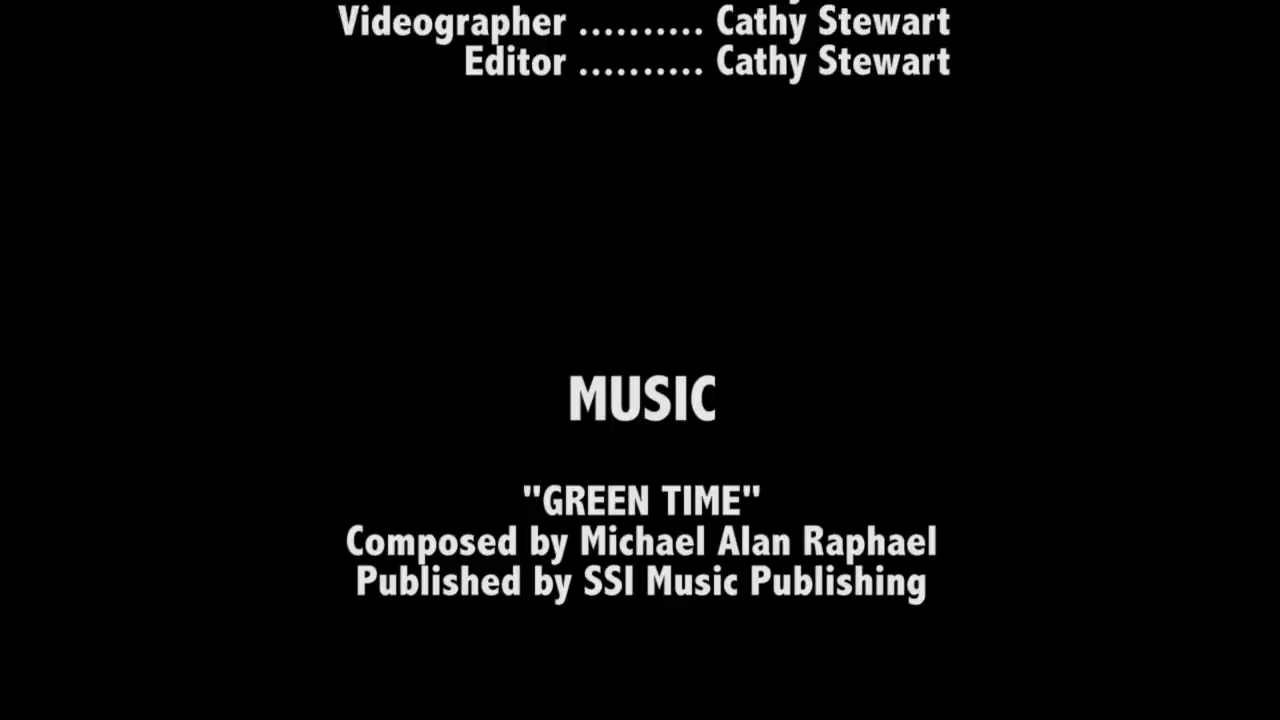 Videographer .......... Cathy Stewart
Editor .......... Cathy Stewart
MUSIC
"GREEN TIME"
Composed by Michael Alan Raphael
Published by SSI Music Publishing